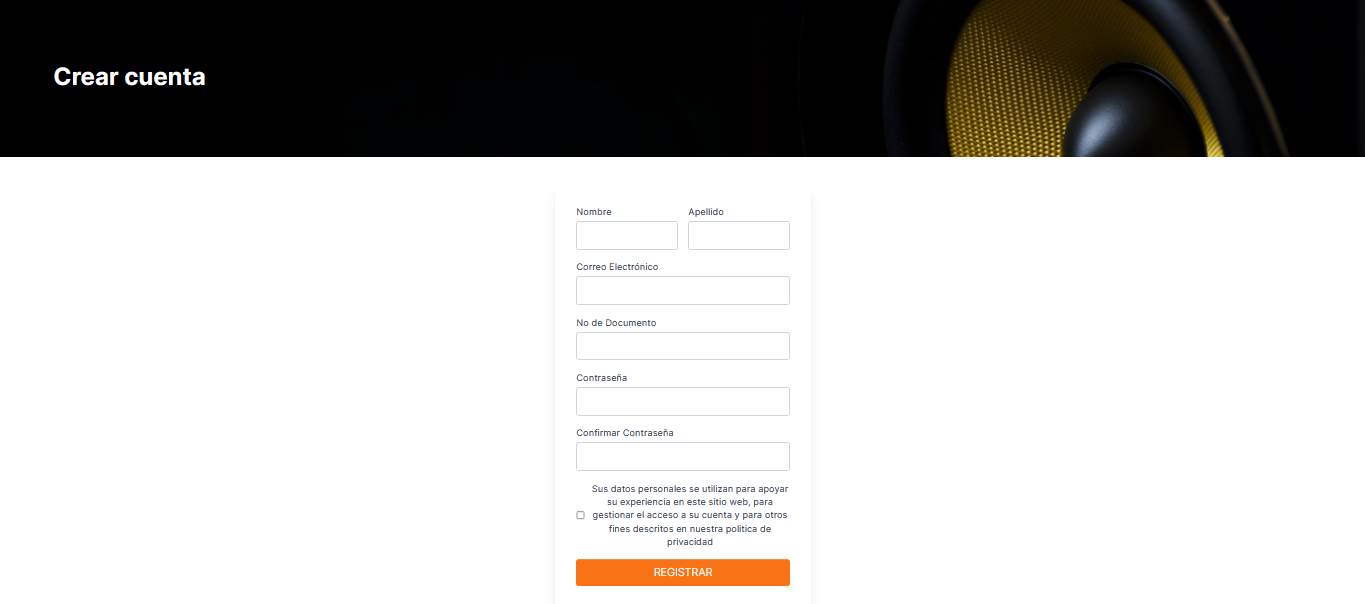 Crear cuenta
Nombre
Apellido
Correo Electrónico
No de Documento
Contraseña
Confirmar Contraseña
Sus datos personales se utilizan para apoyar
su experiencia en este sitio web, para
gestionar el acceso a su cuenta y para otros
fines descritos en nuestra política de
privacidad
REGISTRAR